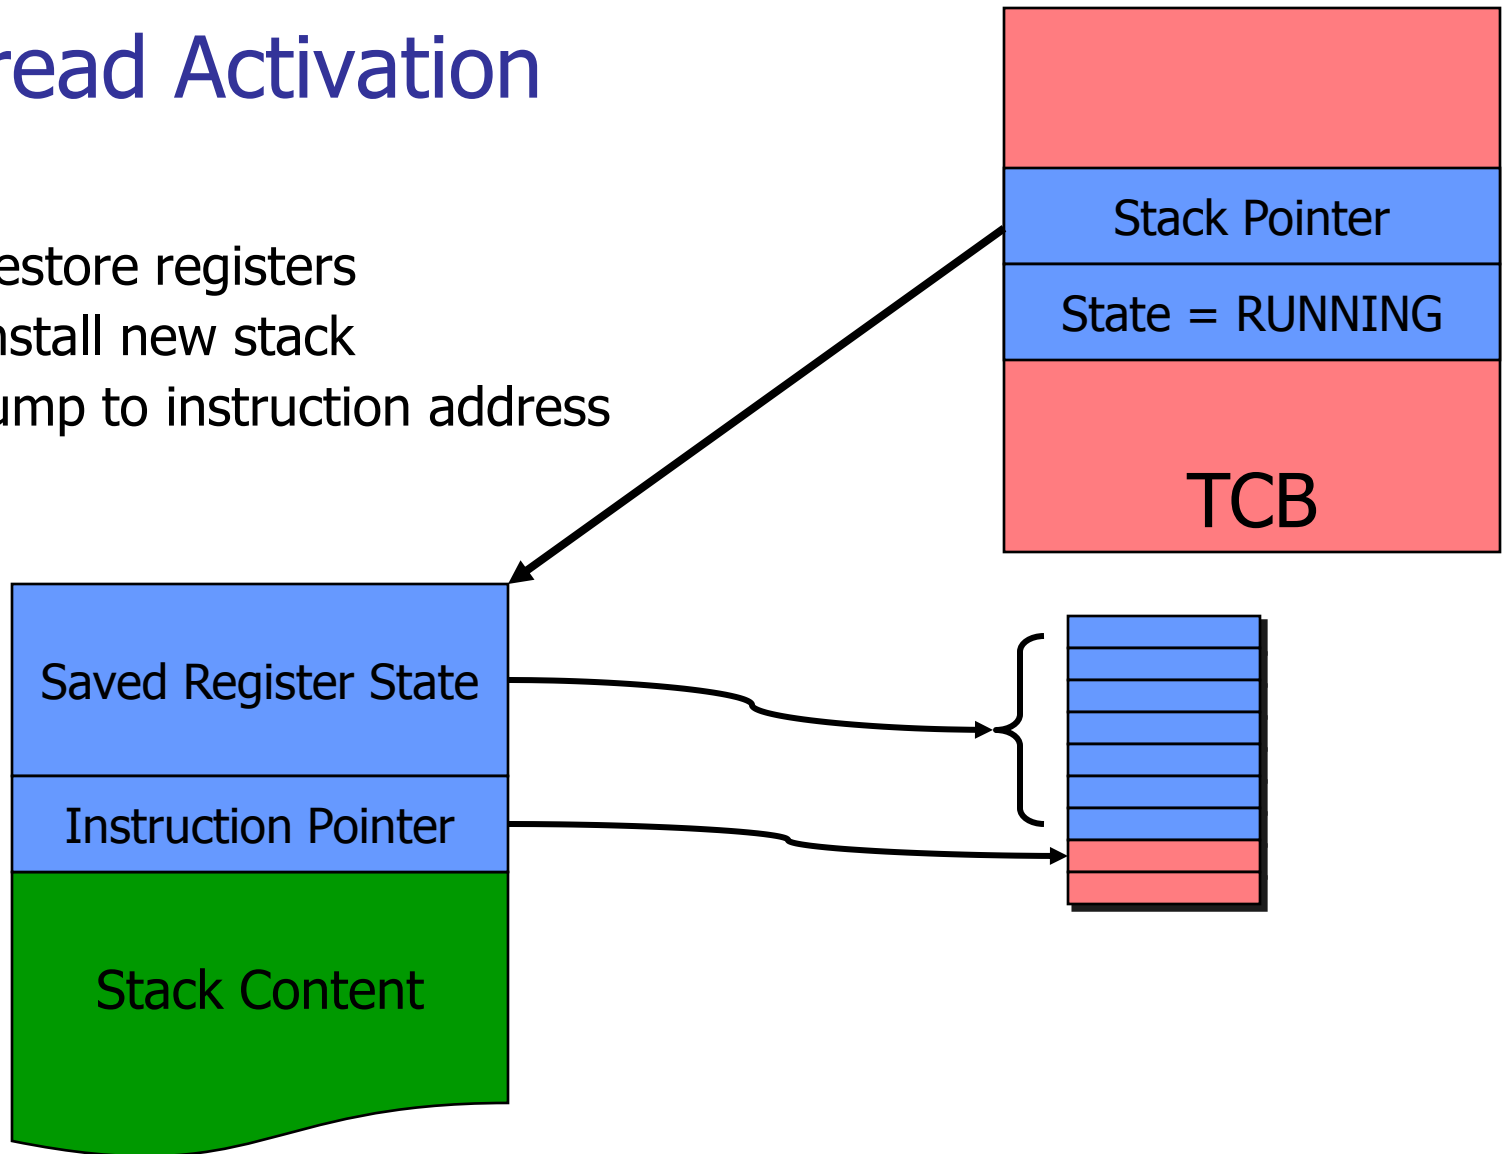 read Activation
estore registers
nstall new stack
ump to instruction address
Stack Pointer
State = RUNNING
TCB
Saved Register State
Instruction Pointer
Stack Content